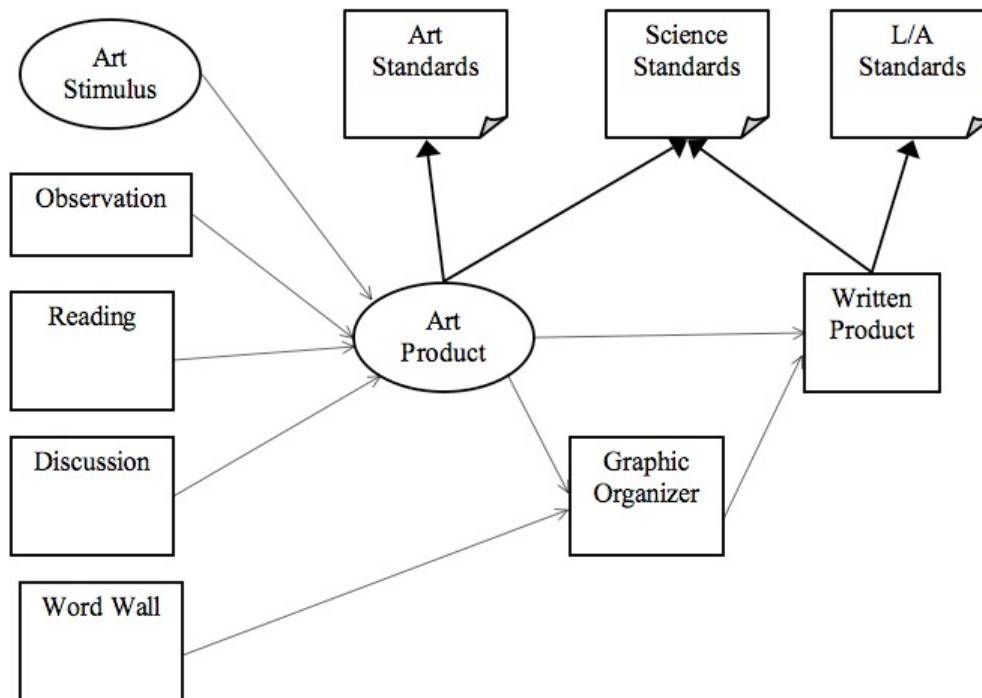 Art
Stimulus
Art
Standards
Science
Standards
L/A
Standards
Observation
Reading
Art
Product
Written
Product
Discussion
Graphic
Organizer
Word Wall